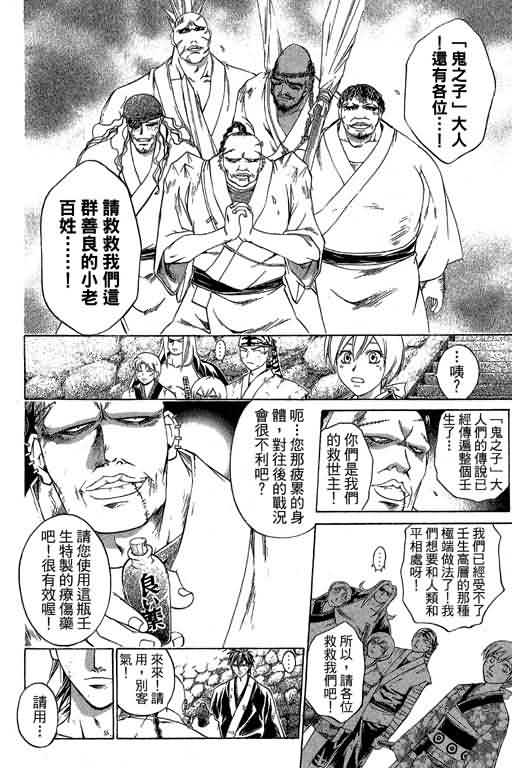 「鬼之子」大人
！還有各位…！
請救救我們這
群善良的小老
百姓……！
…咦？
「鬼之子」大
人們的傳說已
經傳遍整個壬
生了…
你們是我們
的救世主！
呃…您那疲累的身
體，對往後的戰況
會很不利吧？
請您使用這瓶壬
生特製的療傷藥
吧！很有效喔！
良薬
我們已經受不了
壬生高層的那種
極端做法了！我
們想要和人類和
平相處呀！
…
所以，請各位
救救我們吧！
…
來來！請
用，別客
氣！
請用…